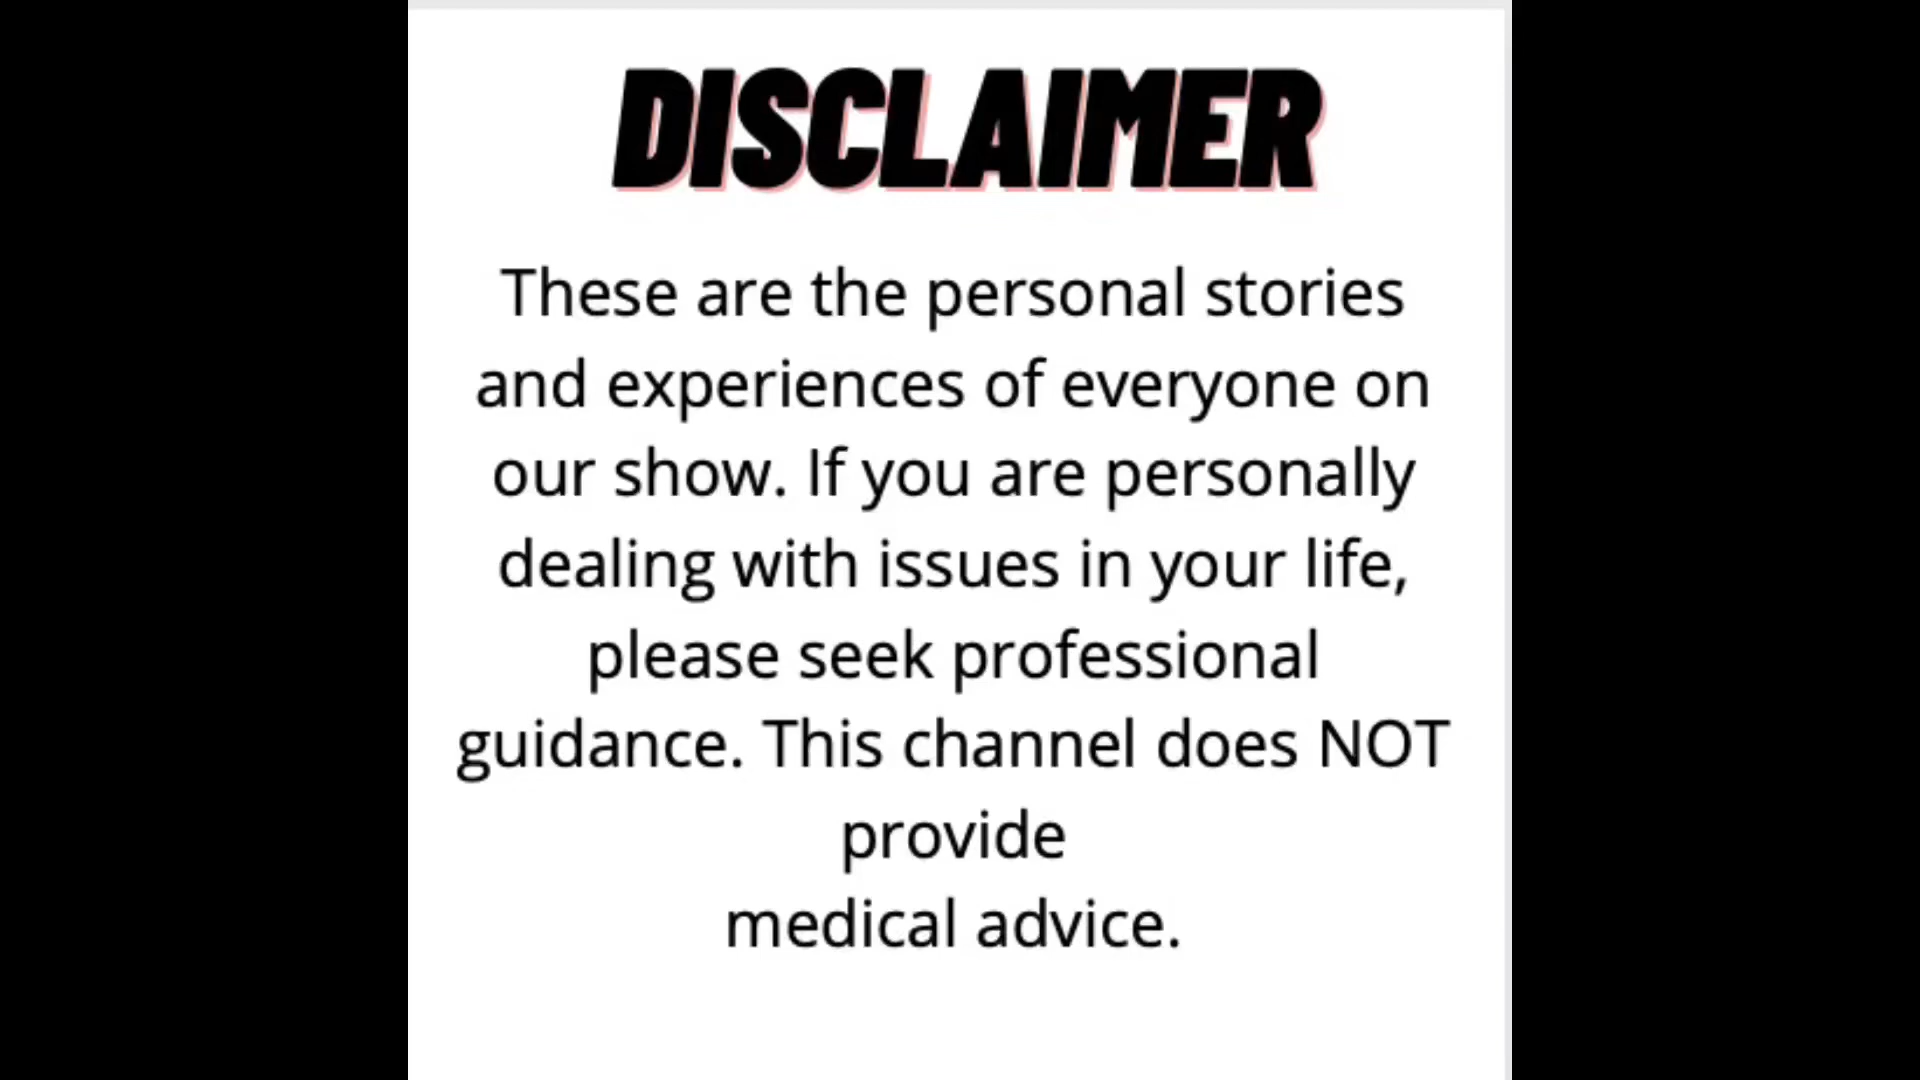 DISCLAIMER
These are the personal stories
and experiences of everyone on
our show. If you are personally
dealing with issues in your life,
please seek professional
guidance. This channel does NOT
provide
medical advice.